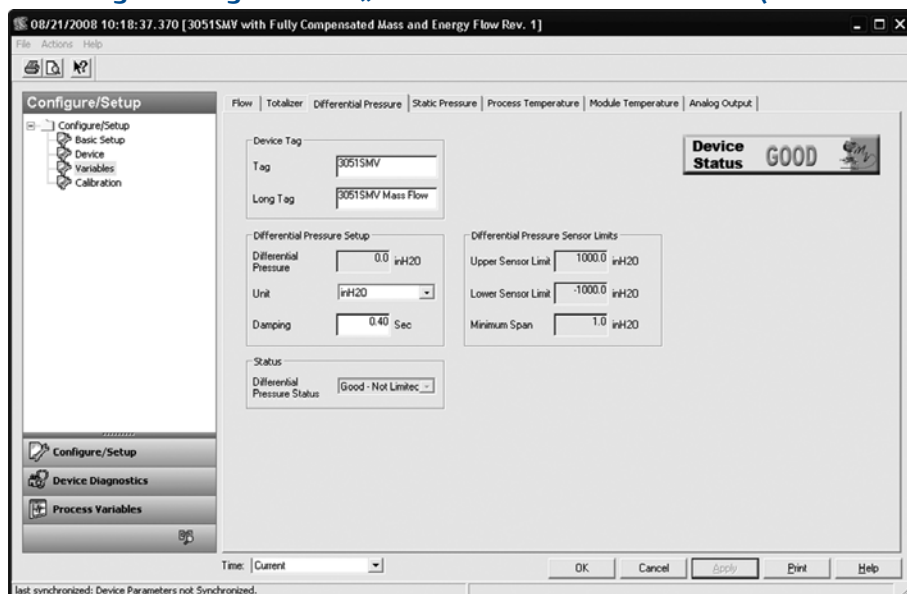 08/21/2008 10:18:37.370 [3051SMV with Fully Compensated Mass and Energy Flow Rev. 1]
File Actions Help
Configure/Setup
Configure/Setup
Basic Setup
Device
Variables
Calibration
Configure/Setup
Device Diagnostics
Process Variables
Flow Totalizer Differential Pressure Static Pressure Process Temperature Module Temperature Analog Output
Device Tag
Tag 3051SMV
Long Tag 3051SMV Mass Flow
Device Status GOOD
Differential Pressure Setup
Differential Pressure 0.0 inH2O
Unit inH2O
Damping 0.40 Sec
Differential Pressure Sensor Limits
Upper Sensor Limit 1000.0 inH2O
Lower Sensor Limit -1000.0 inH2O
Minimum Span 1.0 inH2O
Status
Differential Pressure Status Good - Not Limitec
Time: Current
OK Cancel Apply Print Help
last synchronized: Device Parameters not Synchronized.